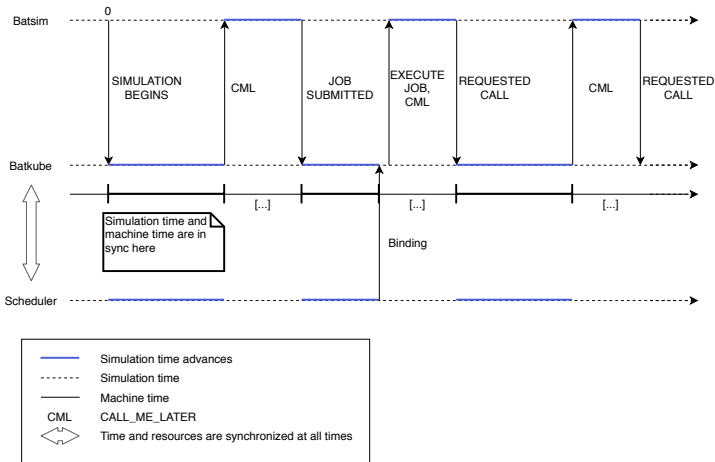 0
Batsim
SIMULATION
BEGINS
CML
JOB
SUBMITTED
EXECUTE
JOB,
CML
REQUESTED
CALL
CML
REQUESTED
CALL
Batkube
[...]
[...]
[...]
Simulation time and
machine time are in
sync here
Binding
Scheduler
Simulation time advances
Simulation time
Machine time
CML CALL_ME_LATER
Time and resources are synchronized at all times